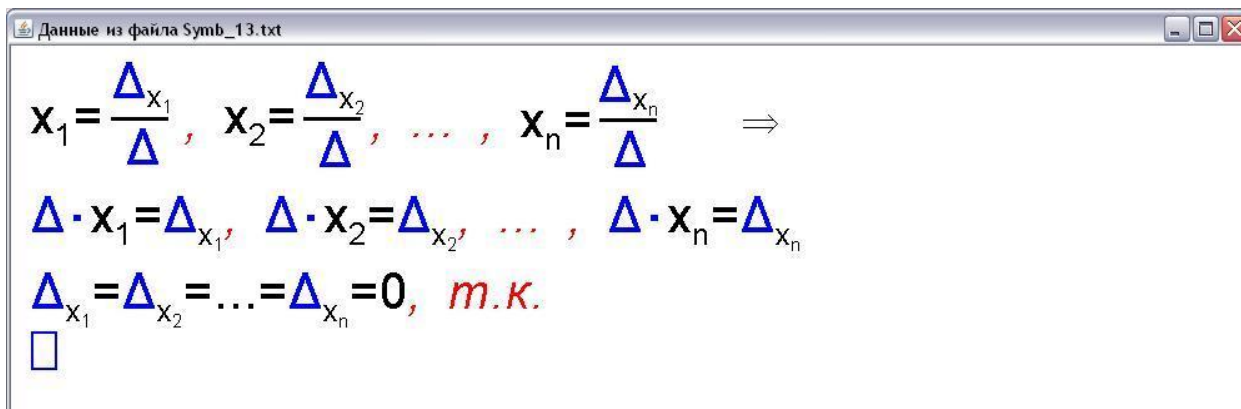 Данные из файла Symb_13.txt
x₁=Δₓ₁/Δ, x₂=Δₓ₂/Δ, ... , xₙ=Δₓₙ/Δ ⇒
Δ·x₁=Δₓ₁, Δ·x₂=Δₓ₂, ... , Δ·xₙ=Δₓₙ
Δₓ₁=Δₓ₂=...=Δₓₙ=0, т.к.